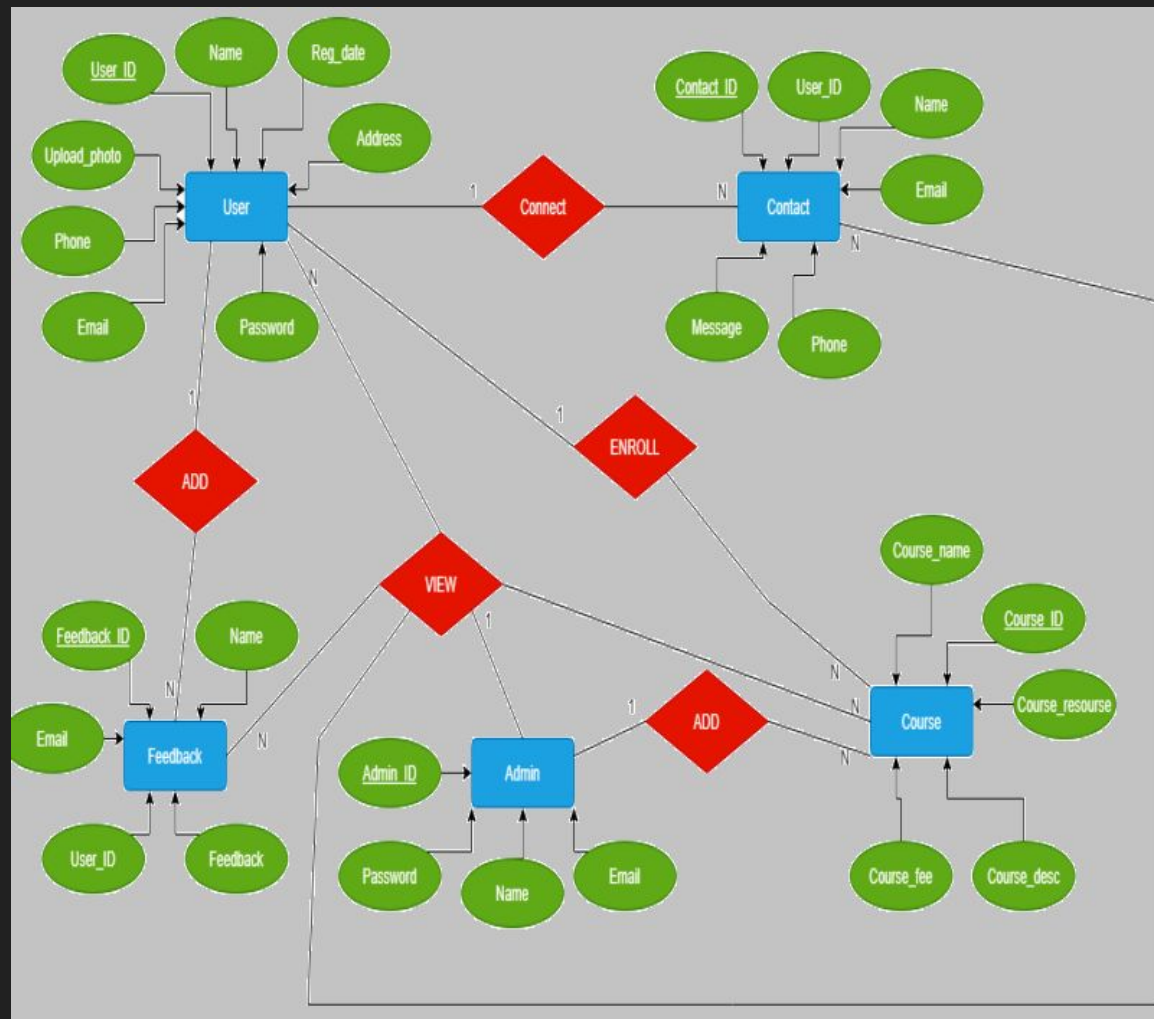 Name
Reg_date
User_ID
Contact_ID
User_ID
Name
Address
Upload_photo
Email
User
1
Connect
N
Contact
Phone
N
N
Email
Password
Message
Phone
1
1
ENROLL
ADD
Course_name
VIEW
Feedback_ID
Name
Course_ID
1
N
N
N
1
ADD
Course_resourse
Email
N
Course
Feedback
Admin_ID
Admin
N
User_ID
Feedback
Password
Name
Email
Course_fee
Course_desc